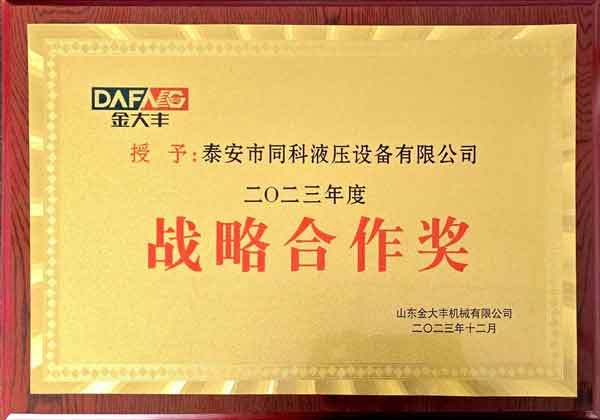 DAFANG
金大丰
授 予:泰安市同科液压设备有限公司
二〇二三年度
战略合作奖
山东金大丰机械有限公司
二〇二三年十二月